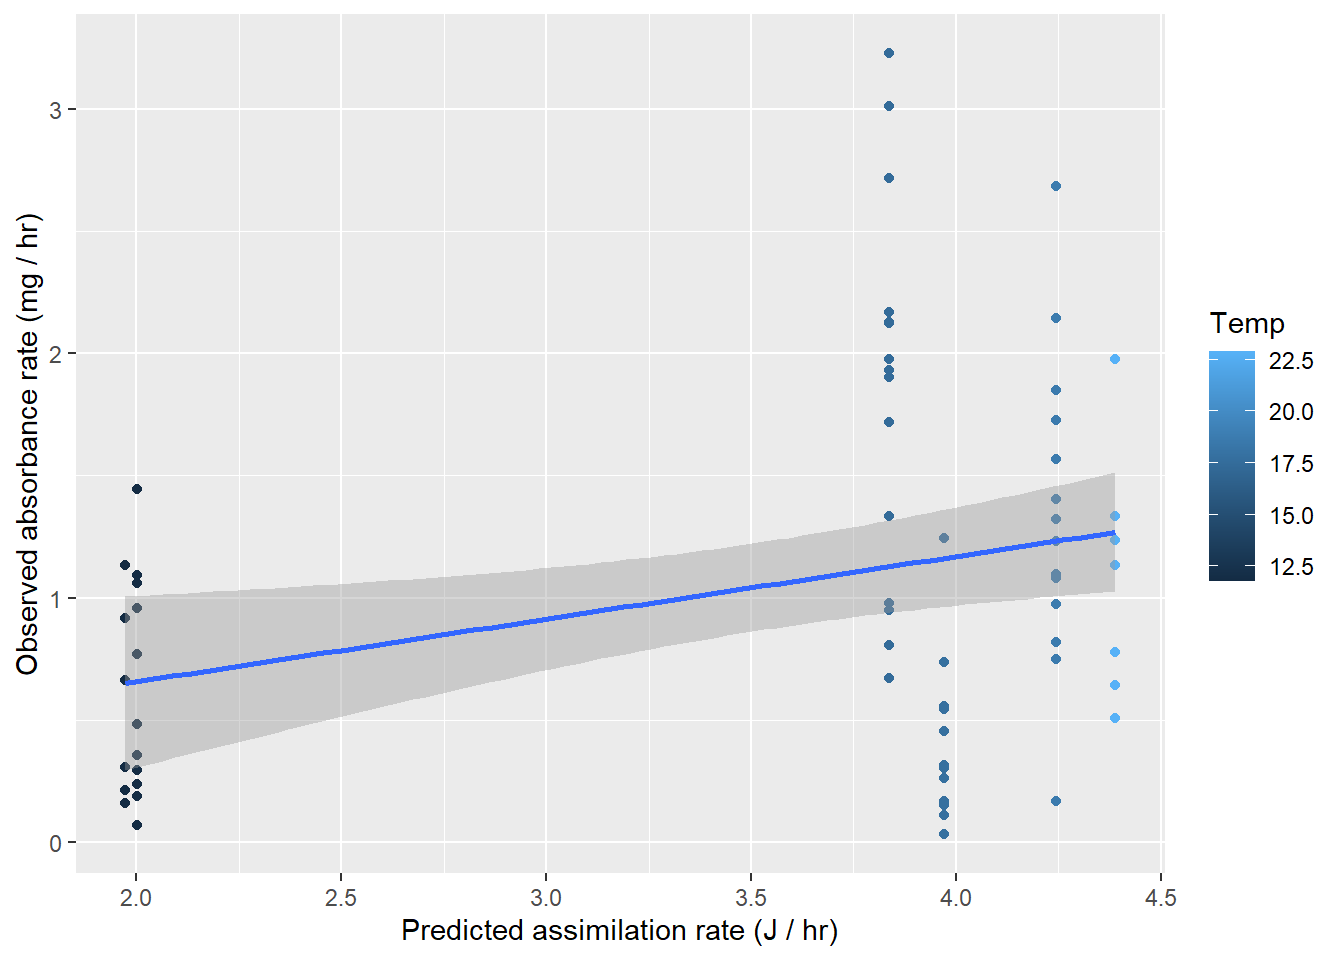 3
2
1
0
Observed absorbance rate (mg / hr)
2.0 2.5 3.0 3.5 4.0 4.5
Predicted assimilation rate (J / hr)
Temp
22.5
20.0
17.5
15.0
12.5